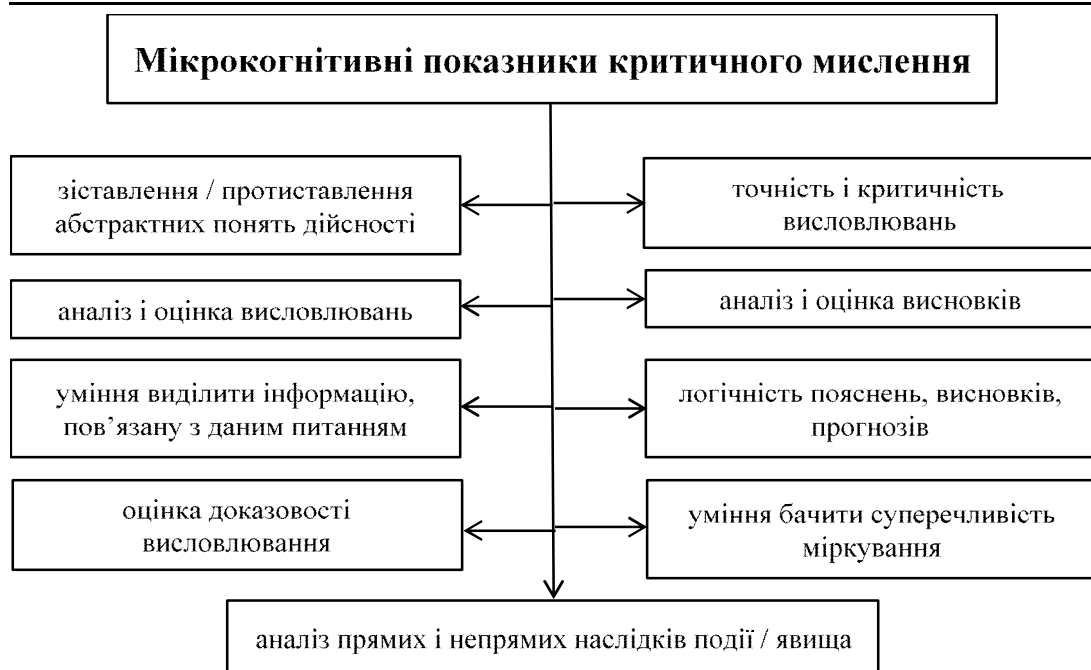 Мікрокогнітивні показники критичного мислення
зіставлення / протиставлення
абстрактних понять дійсності
точність і критичність
висловлювань
аналіз і оцінка висловлювань
аналіз і оцінка висновків
уміння виділити інформацію,
пов’язану з даним питанням
логічність пояснень, висновків,
прогнозів
оцінка доказовості
висловлювання
уміння бачити суперечливість
міркування
аналіз прямих і непрямих наслідків події / явища